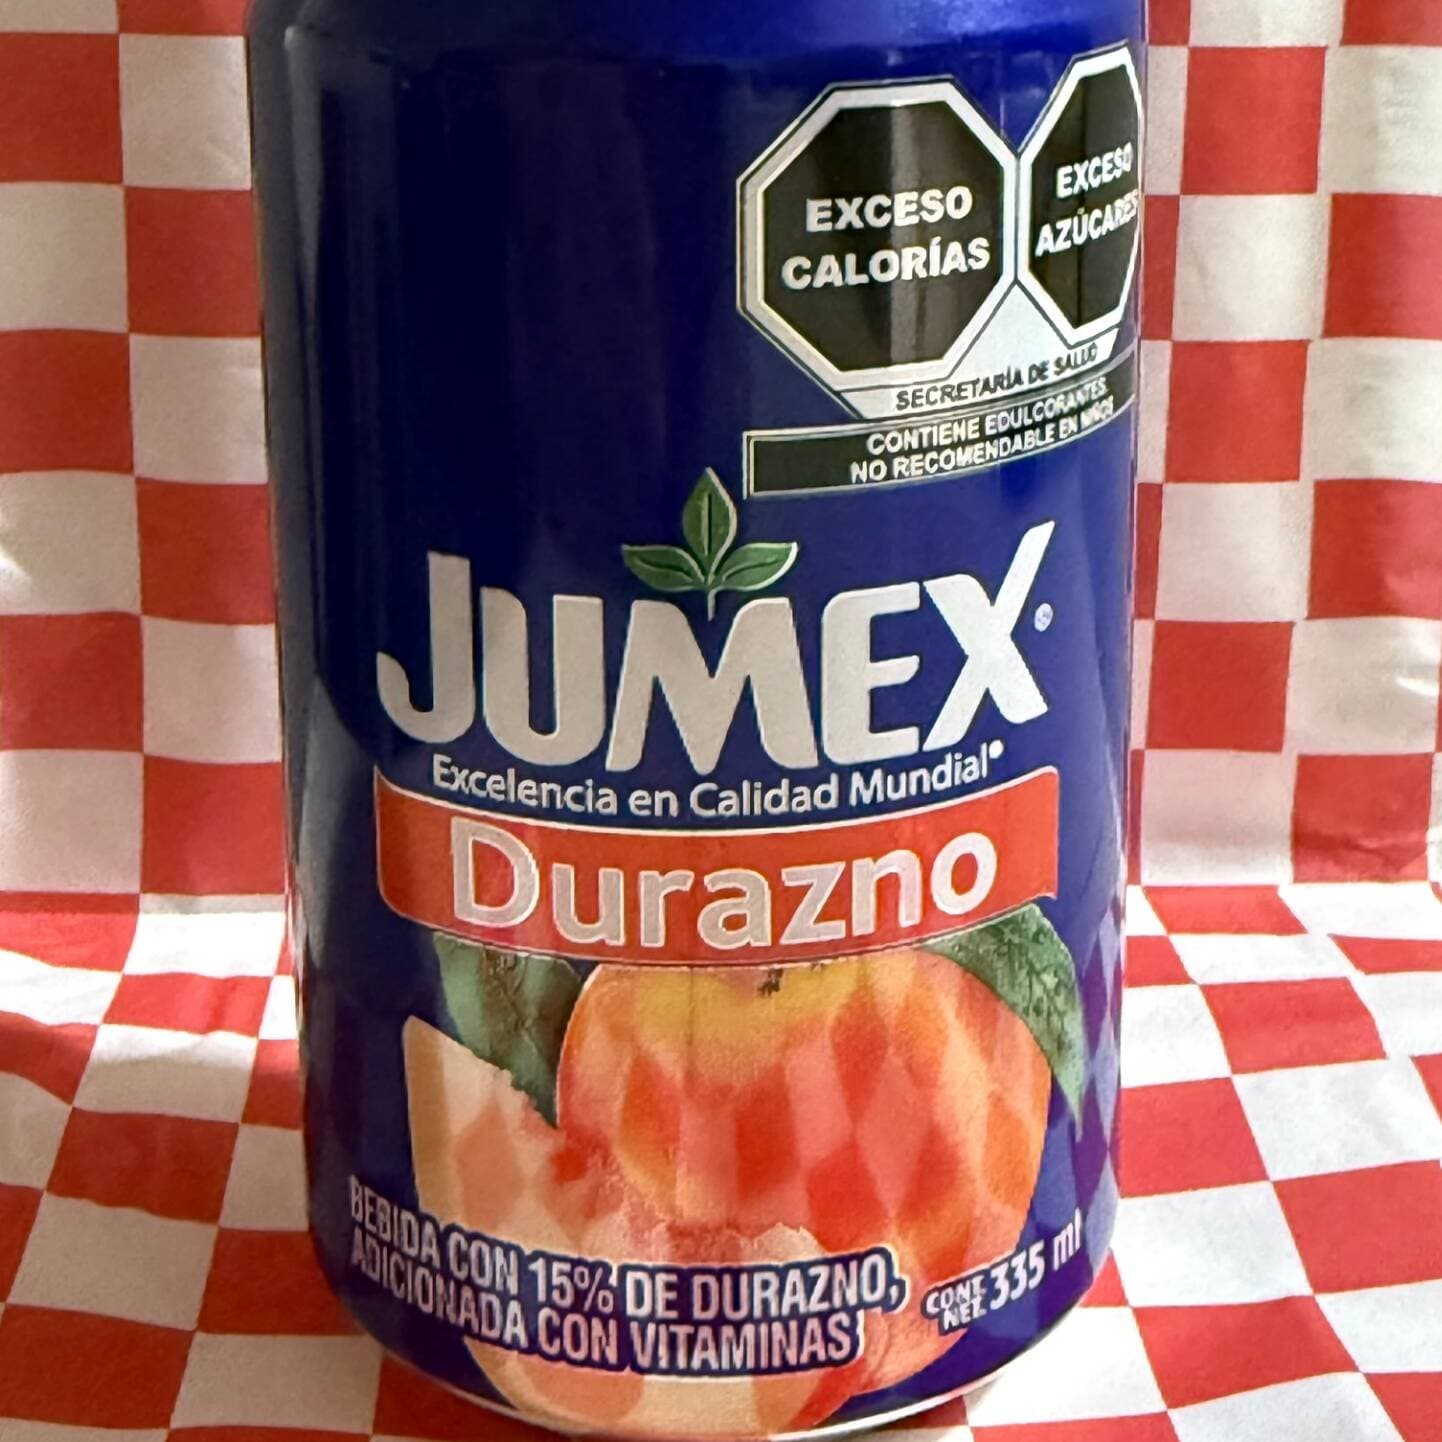 EXCESO
CALORÍAS
EXCESO
AZÚCARES
SECRETARÍA DE SALUD
CONTIENE EDULCORANTES,
NO RECOMENDABLE EN NIÑOS
JUMEX
Excelencia en Calidad Mundial
Durazno
BEBIDA CON 15% DE DURAZNO,
ADICIONADA CON VITAMINAS
CONT.
NET. 335 ml